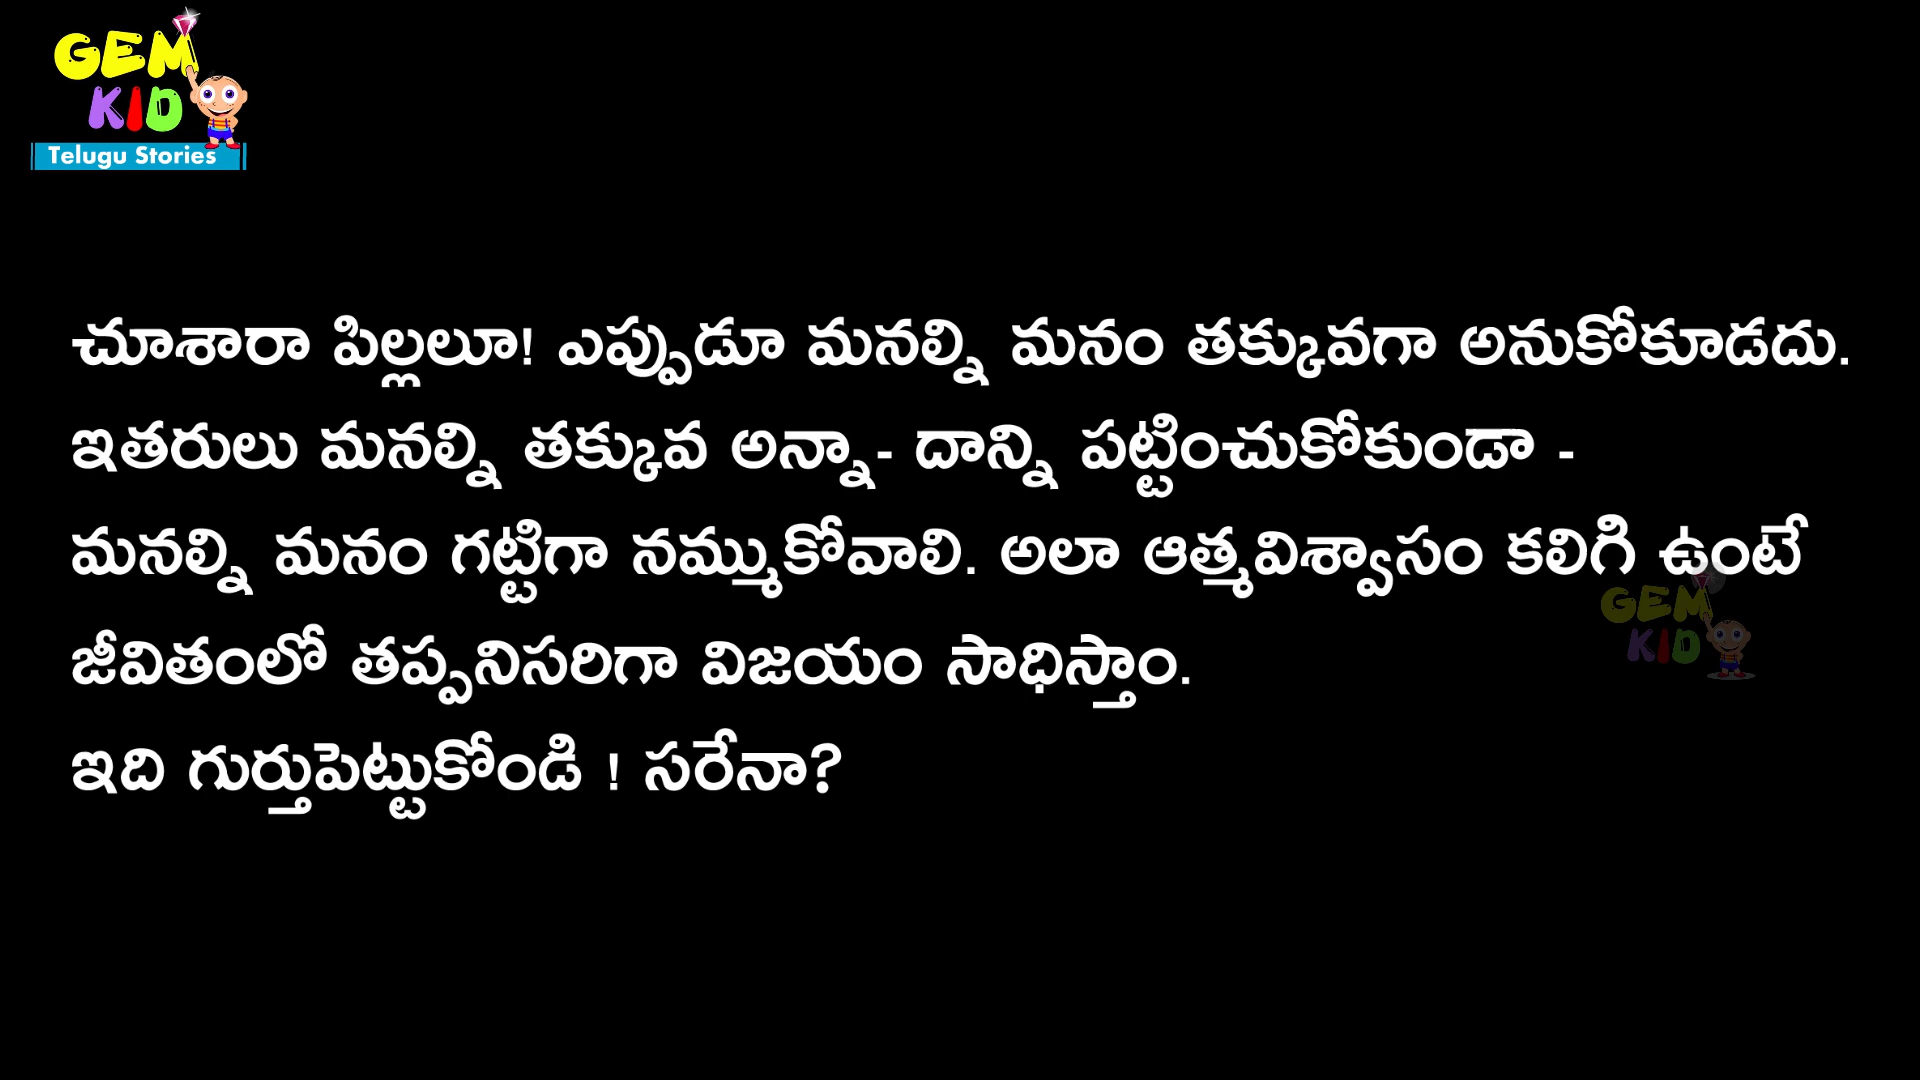 GEM
KID
Telugu Stories
చూశారా పిల్లలూ! ఎప్పుడూ మనల్ని మనం తక్కువగా అనుకోకూడదు.
ఇతరులు మనల్ని తక్కువ అన్నా- దాన్ని పట్టించుకోకుండా -
మనల్ని మనం గట్టిగా నమ్ముకోవాలి. అలా ఆత్మవిశ్వాసం కలిగి ఉంటే
GEM
KID
జీవితంలో తప్పనిసరిగా విజయం సాధిస్తాం.
ఇది గుర్తుపెట్టుకోండి ! సరేనా?